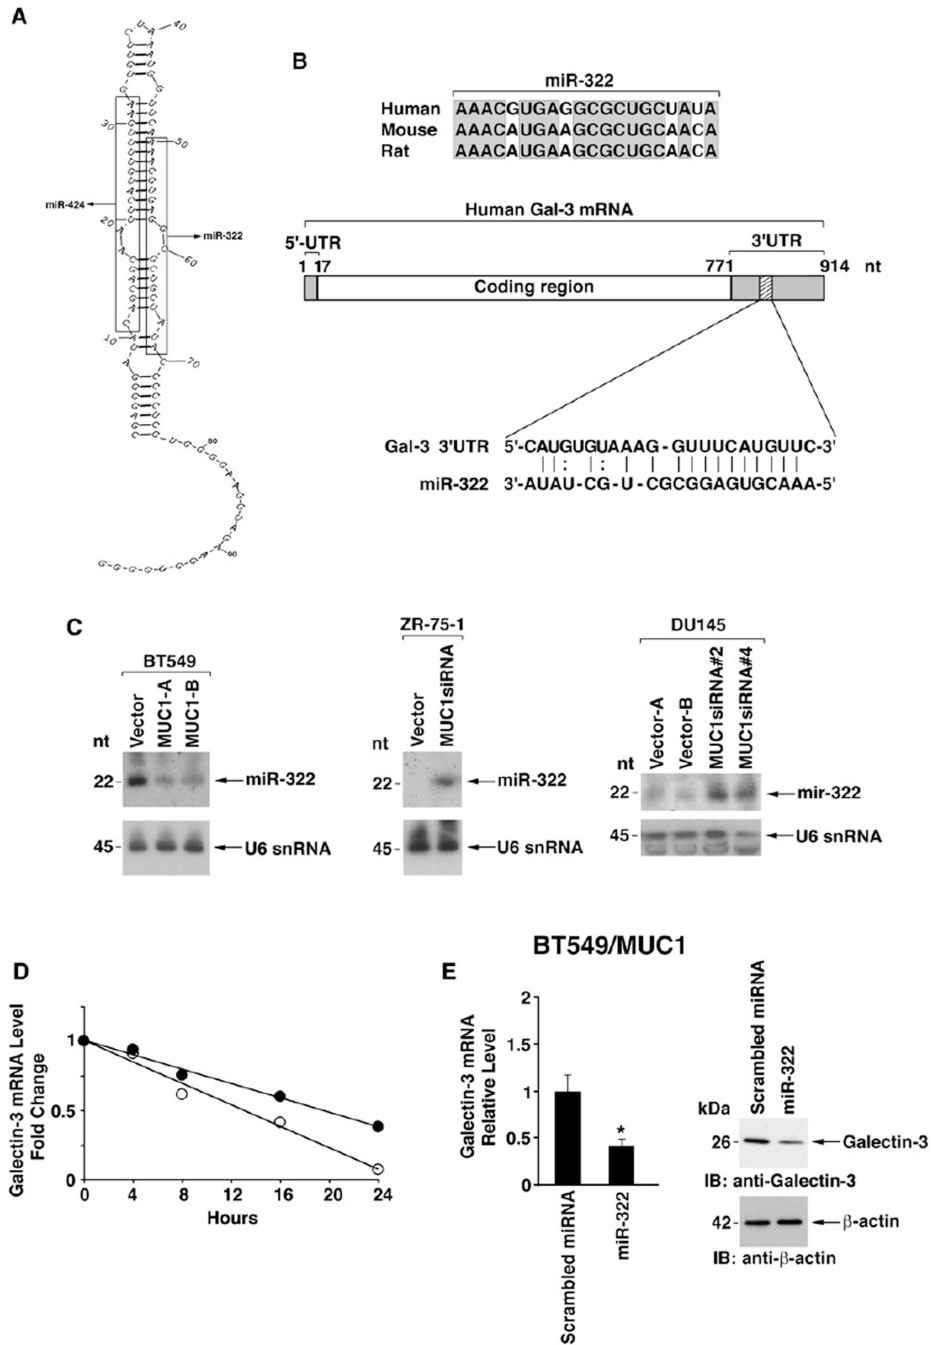 A
40
30
50
miR-424
20
miR-322
60
10
70
80
90
B
miR-322
Human AAACGUGAGGCGCUGCUAUA
Mouse AAACAUGAAGCGCUGCAACA
Rat AAACAUGAAGCGCUGCAACA
Human Gal-3 mRNA
5'-UTR 3'UTR
1 17 771 914 nt
Coding region
Gal-3 3'UTR 5'-CAUGUGUAAAG-GUUUCAUGUUC-3'
miR-322 3'-AUAU-CG-U-CGCGGAGUGCAAA-5'
C
BT549
Vector
MUC1-A
MUC1-B
nt
22
miR-322
45
U6 snRNA
ZR-75-1
Vector
MUC1siRNA
nt
22
miR-322
45
U6 snRNA
DU145
Vector-A
Vector-B
MUC1siRNA#2
MUC1siRNA#4
nt
22
mir-322
45
U6 snRNA
D
Galectin-3 mRNA Level
Fold Change
1
0.5
0
0 4 8 12 16 20 24
Hours
BT549/MUC1
E
Galectin-3 mRNA
Relative Level
2
1.5
1
0.5
0
*
Scrambled miRNA
miR-322
Scrambled miRNA
miR-322
kDa
26
Galectin-3
IB: anti-Galectin-3
42
β-actin
IB: anti-β-actin